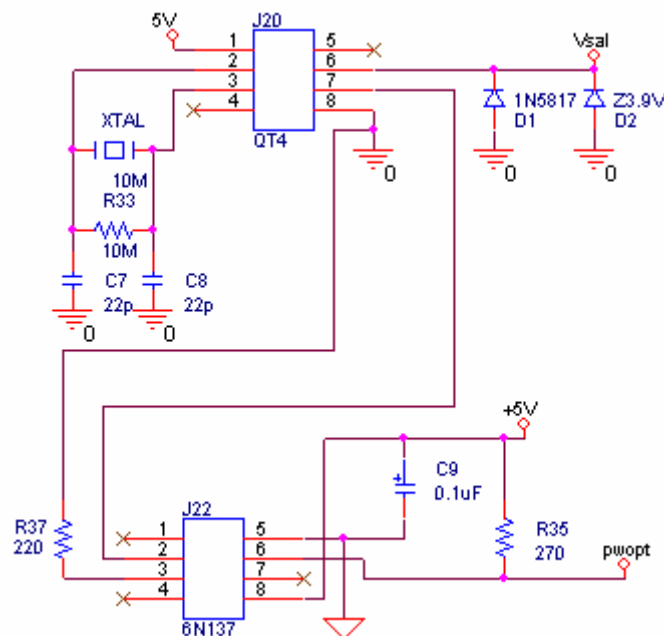 5V
J20
1
2
3
4
5
6
7
8
QT4
Vsal
1N5817
D1
Z3.9V
D2
0
0
0
XTAL
10M
R33
10M
C7
22p
C8
22p
0
0
+5V
C9
+
0.1uF
R37
220
J22
1
2
3
4
5
6
7
8
6N137
R35
270
pwopt